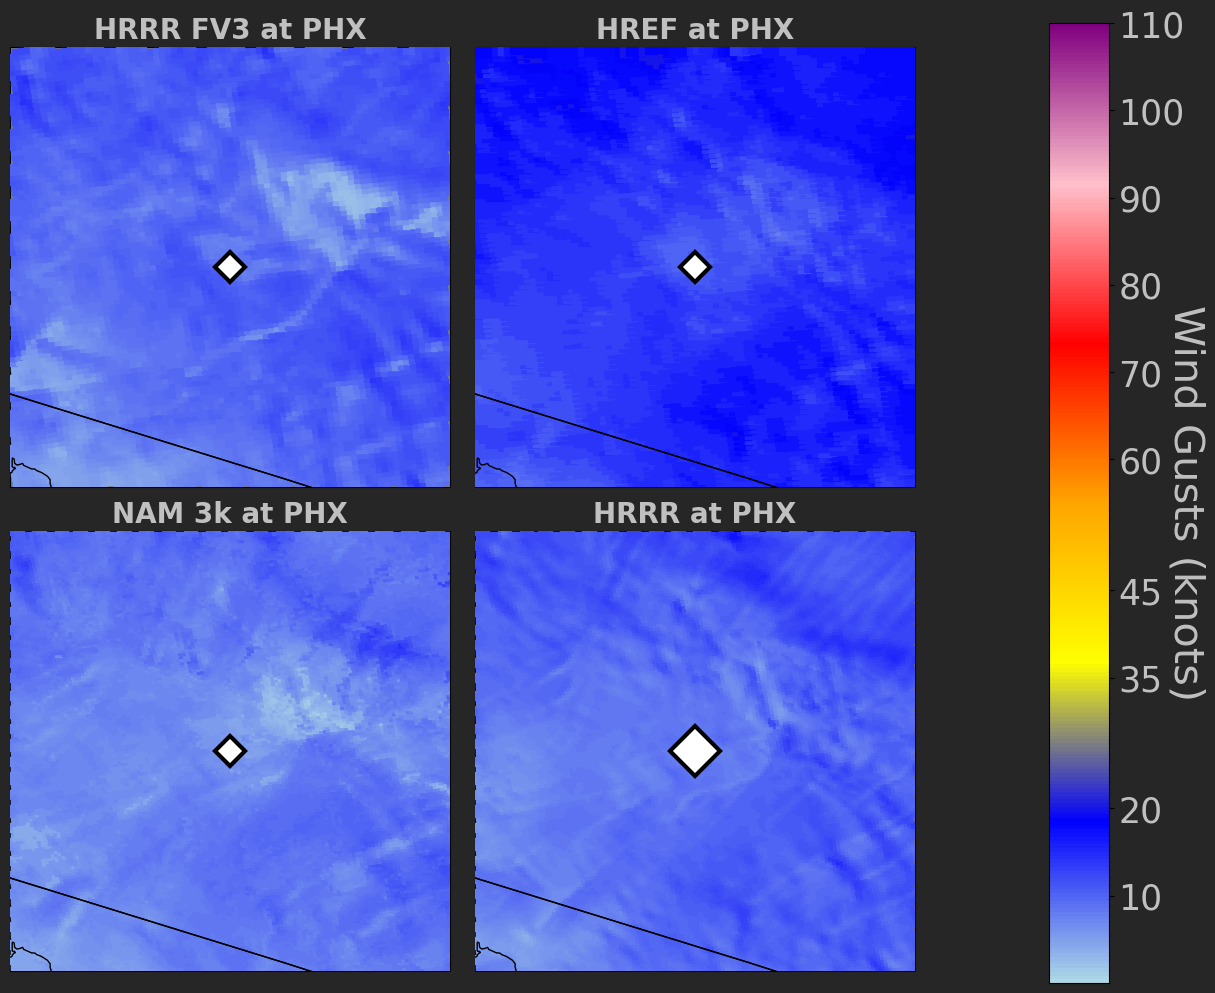 HRRR FV3 at PHX
HREF at PHX
NAM 3k at PHX
HRRR at PHX
110
100
90
80
70
60
45
35
20
10
Wind Gusts (knots)